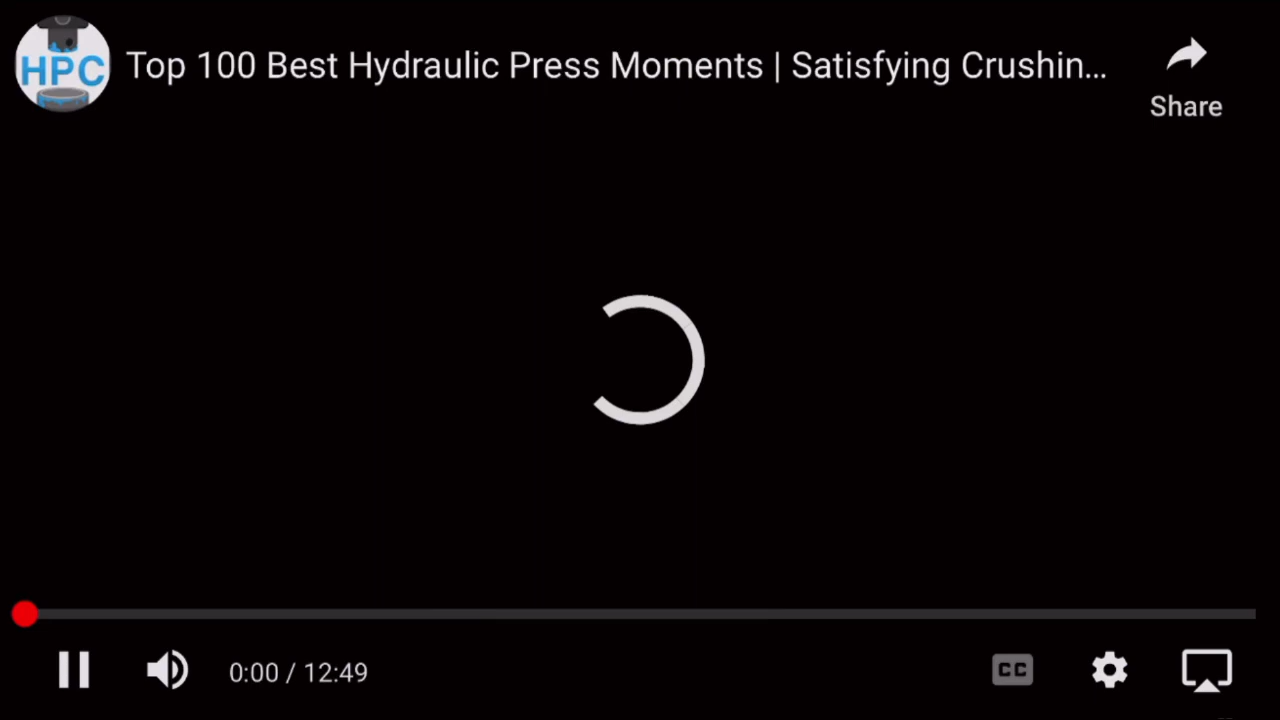 HPC
Top 100 Best Hydraulic Press Moments | Satisfying Crushin...
Share
0:00 / 12:49
CC